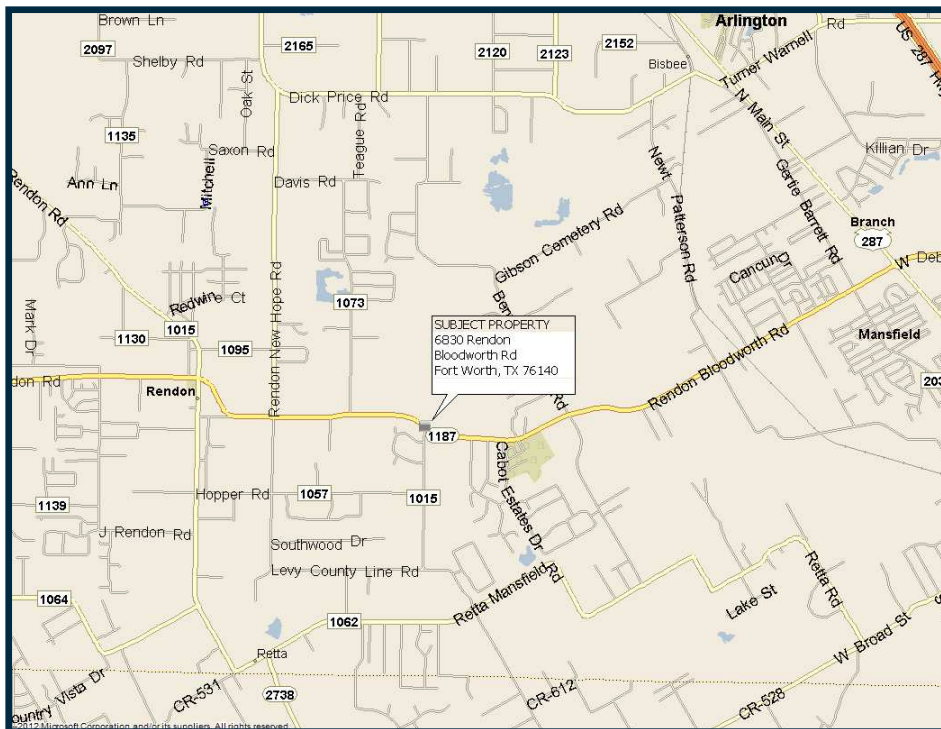 Brown Ln
Arlington
Rd
2097
2165
2120
2123
2152
US 287 Hwy
Shelby Rd
Bisbee
Turner Warnell
Oak St
Dick Price Rd
N Main St
1135
Teague Rd
Saxon Rd
Killian Dr
Newt Patterson Rd
Gertie Barrett Rd
Ann Ln
Mitchell
Davis Rd
Rendon Rd
Gibson Cemetery Rd
Branch
287
W Deb
Cancun Dr
Redwine Ct
1073
Rendon-New Hope Rd
Mark Dr
1015
1130
1095
SUBJECT PROPERTY
6830 Rendon
Bloodworth Rd
Fort Worth, TX 76140
Ben
Rd
Mansfield
Rendon Bloodworth Rd
203
don Rd
Rendon
1187
Hopper Rd
1057
1015
Cabot Estates Dr
1139
J Rendon Rd
Southwood Dr
Levy County Line Rd
Retta Mansfield Rd
Retta Rd
Lake St
1064
1062
W Broad St
S
Retta
ountry Vista Dr
CR-531
2738
CR-612
CR-528
©2012 Microsoft Corporation and/or its suppliers. All rights reserved.